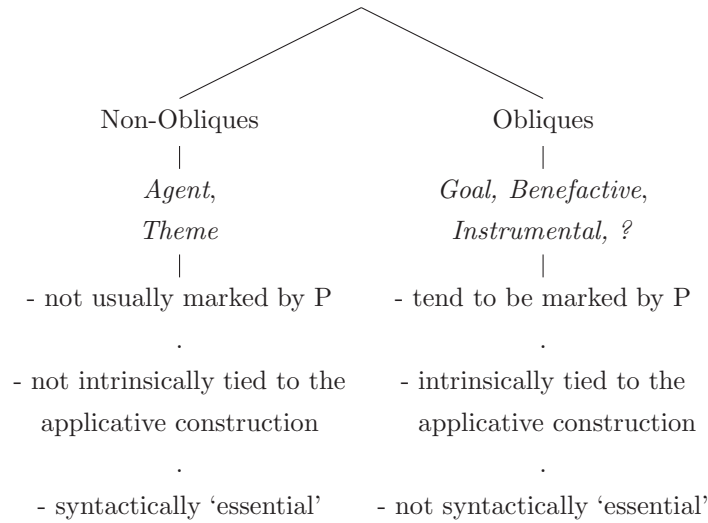 Non-Obliques
Agent,
Theme
- not usually marked by P
.
- not intrinsically tied to the
applicative construction
.
- syntactically ‘essential’
Obliques
Goal, Benefactive,
Instrumental, ?
- tend to be marked by P
.
- intrinsically tied to the
applicative construction
.
- not syntactically ‘essential’